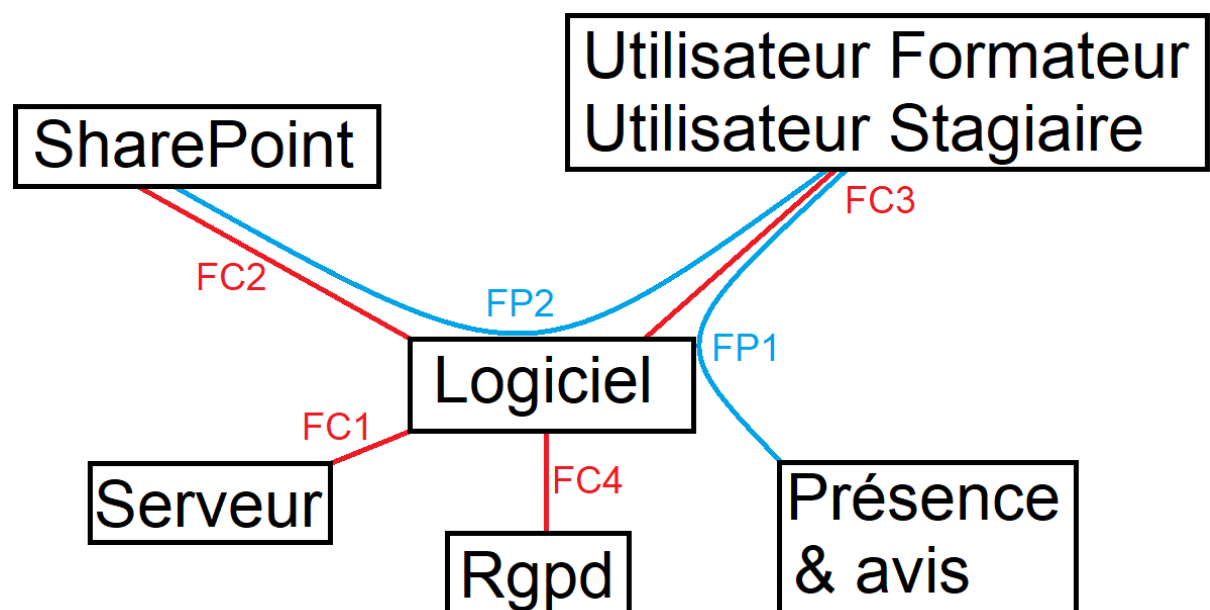 Utilisateur Formateur
Utilisateur Stagiaire
SharePoint
FC3
FC2
FP2
FP1
Logiciel
FC1
FC4
Serveur
Présence
& avis
Rgpd